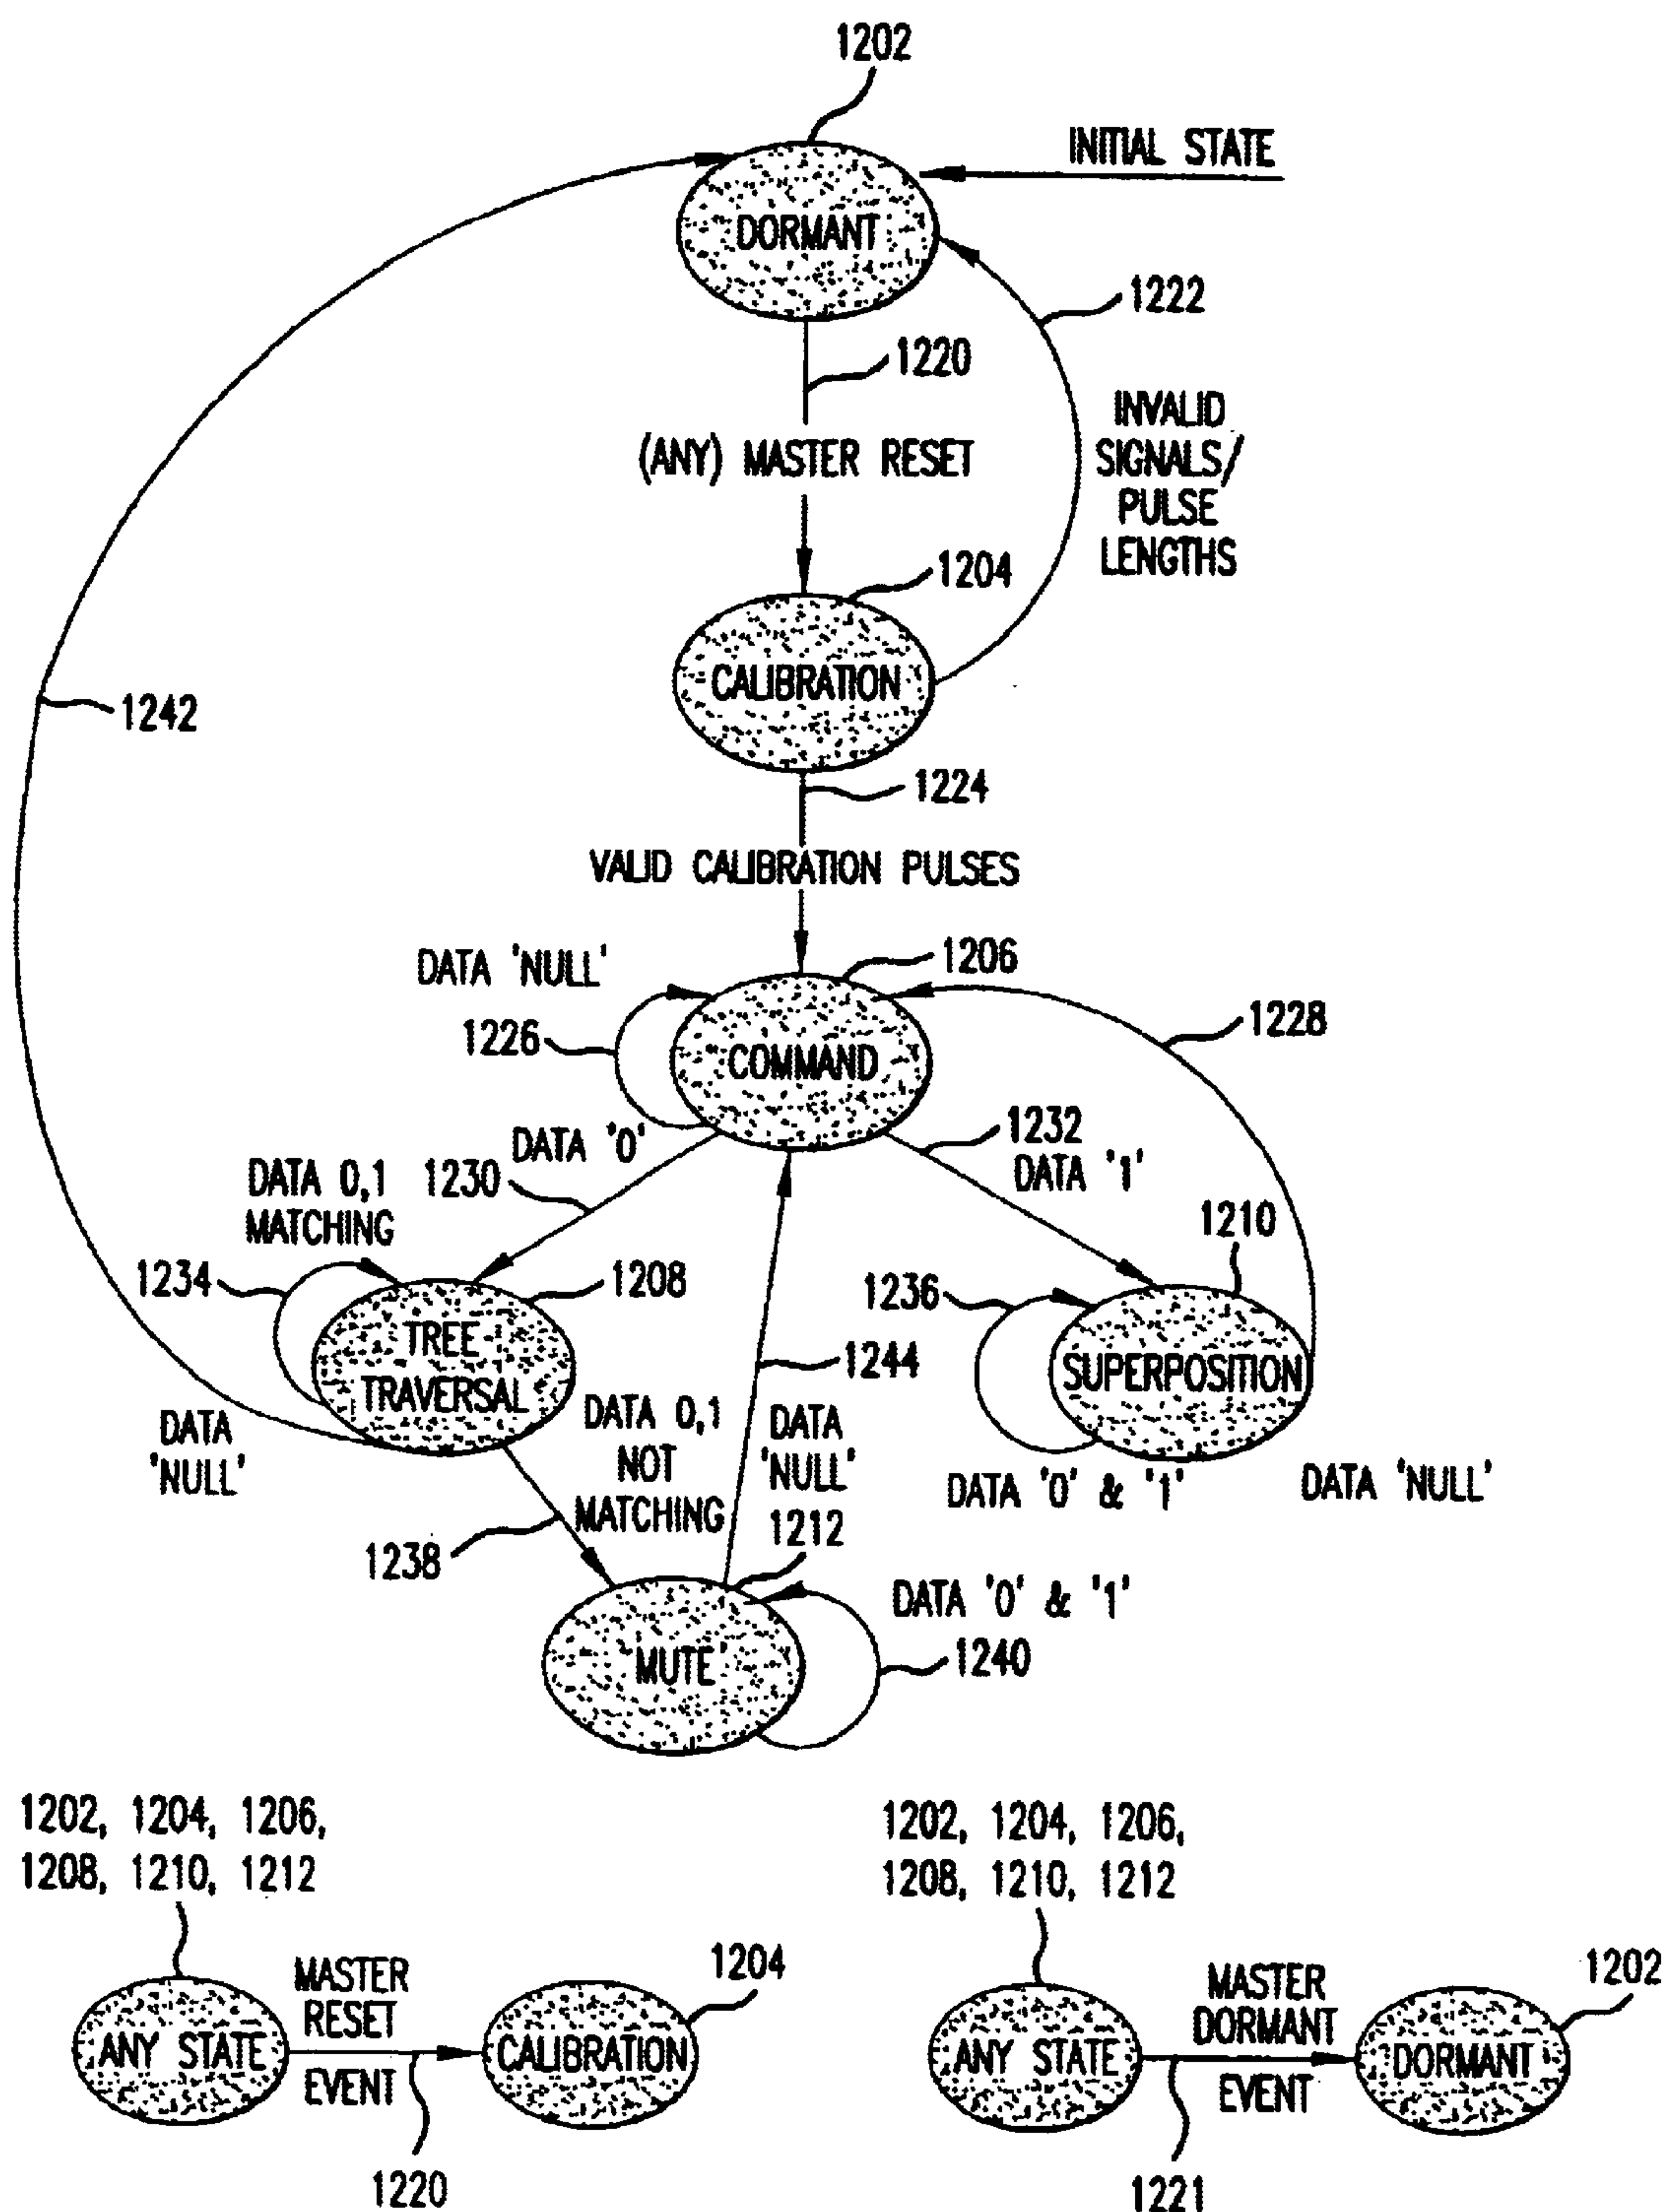 1202
INITIAL STATE
DORMANT
1222
1220
INVALID
SIGNALS/
PULSE
LENGTHS
(ANY) MASTER RESET
1204
CALIBRATION
1242
1224
VALID CALIBRATION PULSES
DATA 'NULL'
1206
1226
COMMAND
1228
DATA '0'
1232
DATA '1'
DATA 0,1
MATCHING
1230
1210
1234
1208
1236
TREE
TRAVERSAL
1244
SUPERPOSITION
DATA
'NULL'
DATA 0,1
NOT
MATCHING
DATA
'NULL'
1212
DATA '0' & '1'
DATA 'NULL'
1238
DATA '0' & '1'
'MUTE'
1240
1202, 1204, 1206,
1208, 1210, 1212
1202, 1204, 1206,
1208, 1210, 1212
ANY STATE
MASTER
RESET
EVENT
1204
CALIBRATION
1220
ANY STATE
MASTER
DORMANT
EVENT
1202
DORMANT
1221